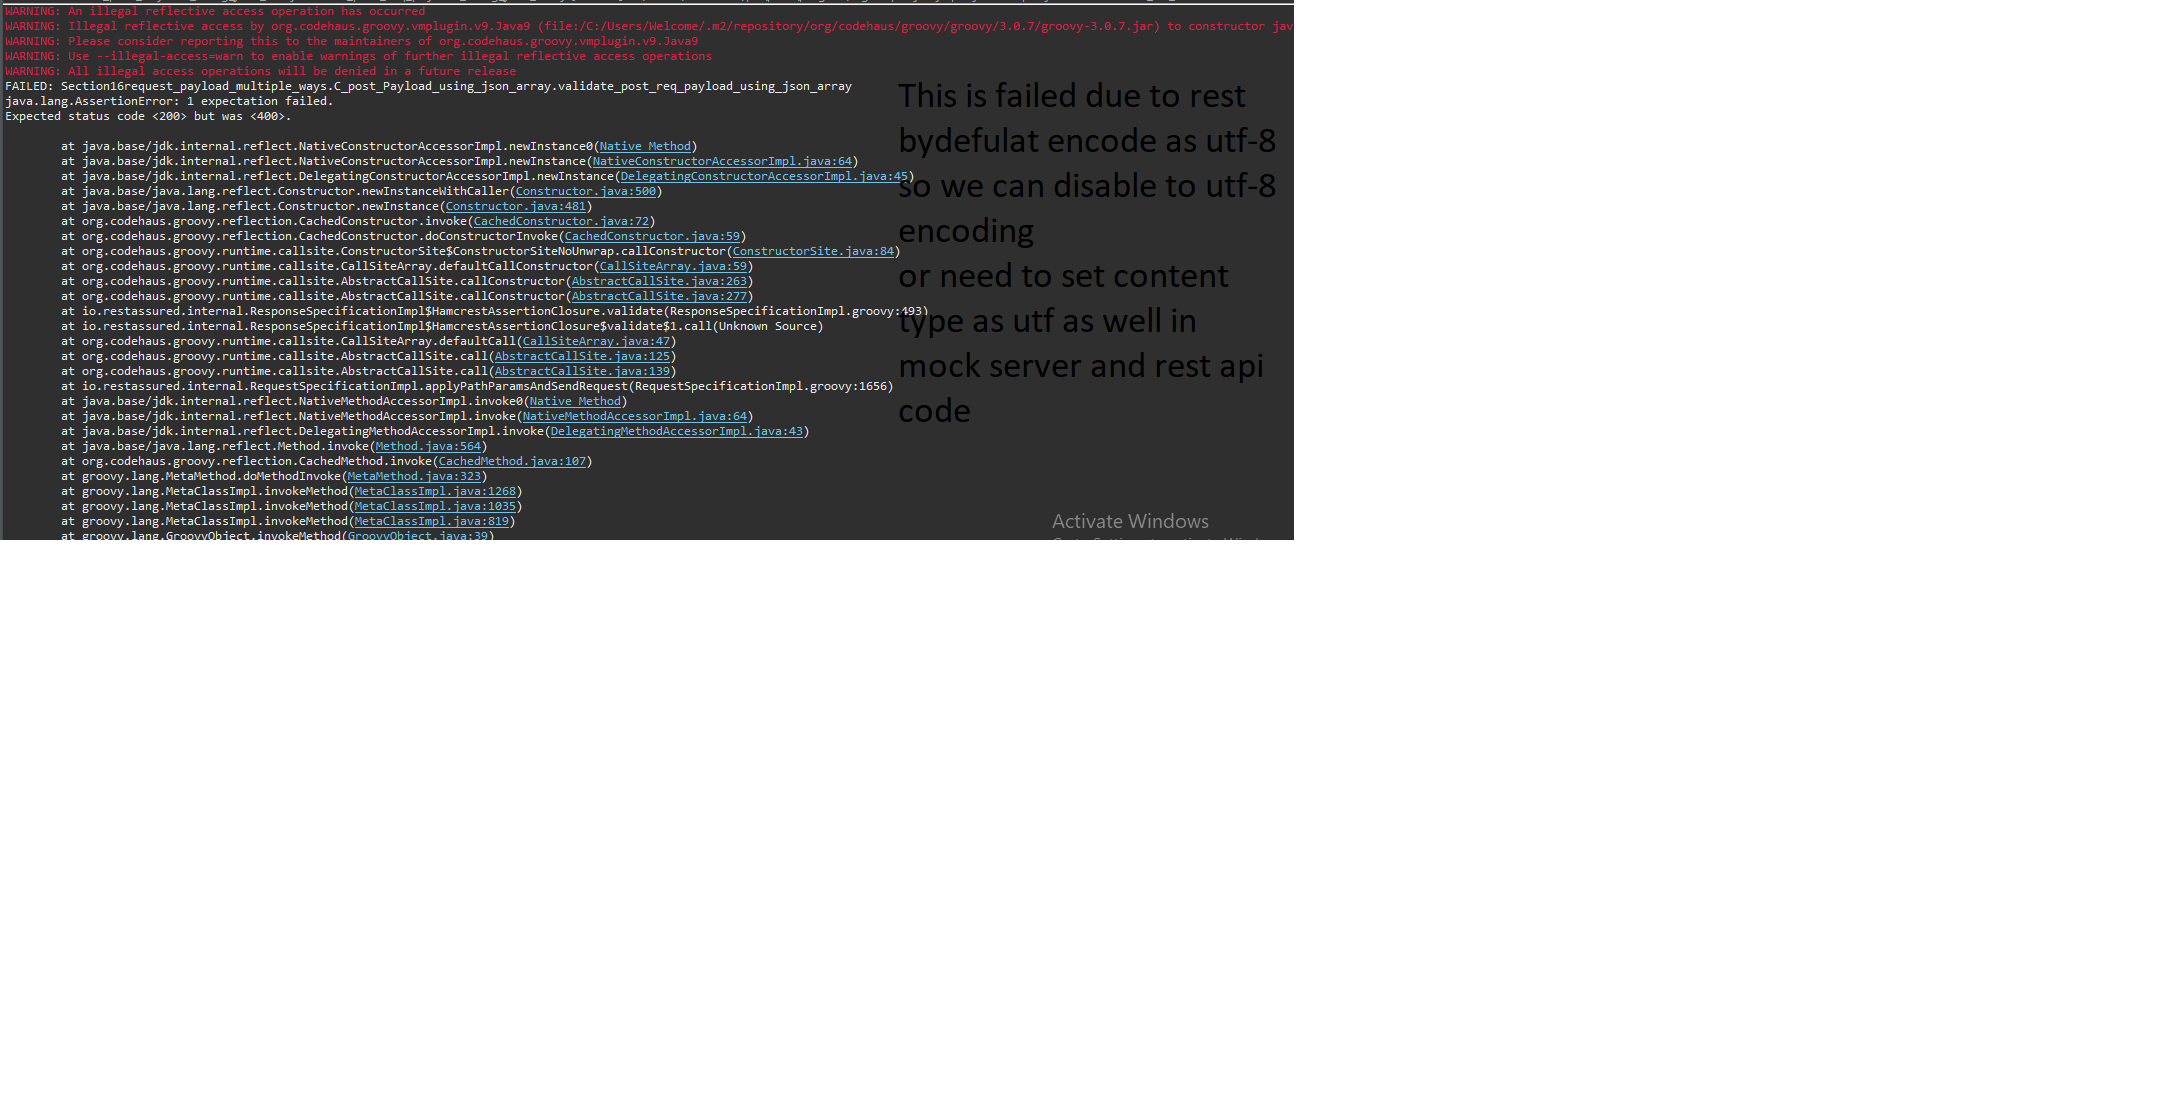 WARNING: An illegal reflective access operation has occurred
WARNING: Illegal reflective access by org.codehaus.groovy.vmplugin.v9.Java9 (file:/C:/Users/Welcome/.m2/repository/org/codehaus/groovy/groovy/3.0.7/groovy-3.0.7.jar) to constructor jav
WARNING: Please consider reporting this to the maintainers of org.codehaus.groovy.vmplugin.v9.Java9
WARNING: Use --illegal-access=warn to enable warnings of further illegal reflective access operations
WARNING: All illegal access operations will be denied in a future release
FAILED: Section16request_payload_multiple_ways.C_post_Payload_using_json_array.validate_post_req_payload_using_json_array
java.lang.AssertionError: 1 expectation failed.
Expected status code <200> but was <400>.
at java.base/jdk.internal.reflect.NativeConstructorAccessorImpl.newInstance0(Native Method)
at java.base/jdk.internal.reflect.NativeConstructorAccessorImpl.newInstance(NativeConstructorAccessorImpl.java:64)
at java.base/jdk.internal.reflect.DelegatingConstructorAccessorImpl.newInstance(DelegatingConstructorAccessorImpl.java:45)
at java.base/java.lang.reflect.Constructor.newInstanceWithCaller(Constructor.java:500)
at java.base/java.lang.reflect.Constructor.newInstance(Constructor.java:481)
at org.codehaus.groovy.reflection.CachedConstructor.invoke(CachedConstructor.java:72)
at org.codehaus.groovy.reflection.CachedConstructor.doConstructorInvoke(CachedConstructor.java:59)
at org.codehaus.groovy.runtime.callsite.ConstructorSite$ConstructorSiteNoUnwrap.callConstructor(ConstructorSite.java:84)
at org.codehaus.groovy.runtime.callsite.CallSiteArray.defaultCallConstructor(CallSiteArray.java:59)
at org.codehaus.groovy.runtime.callsite.AbstractCallSite.callConstructor(AbstractCallSite.java:263)
at org.codehaus.groovy.runtime.callsite.AbstractCallSite.callConstructor(AbstractCallSite.java:277)
at io.restassured.internal.ResponseSpecificationImpl$HamcrestAssertionClosure.validate(ResponseSpecificationImpl.groovy:493)
at io.restassured.internal.ResponseSpecificationImpl$HamcrestAssertionClosure$validate$1.call(Unknown Source)
at org.codehaus.groovy.runtime.callsite.CallSiteArray.defaultCall(CallSiteArray.java:47)
at org.codehaus.groovy.runtime.callsite.AbstractCallSite.call(AbstractCallSite.java:125)
at org.codehaus.groovy.runtime.callsite.AbstractCallSite.call(AbstractCallSite.java:139)
at io.restassured.internal.RequestSpecificationImpl.applyPathParamsAndSendRequest(RequestSpecificationImpl.groovy:1656)
at java.base/jdk.internal.reflect.NativeMethodAccessorImpl.invoke0(Native Method)
at java.base/jdk.internal.reflect.NativeMethodAccessorImpl.invoke(NativeMethodAccessorImpl.java:64)
at java.base/jdk.internal.reflect.DelegatingMethodAccessorImpl.invoke(DelegatingMethodAccessorImpl.java:43)
at java.base/java.lang.reflect.Method.invoke(Method.java:564)
at org.codehaus.groovy.reflection.CachedMethod.invoke(CachedMethod.java:107)
at groovy.lang.MetaMethod.doMethodInvoke(MetaMethod.java:323)
at groovy.lang.MetaClassImpl.invokeMethod(MetaClassImpl.java:1268)
at groovy.lang.MetaClassImpl.invokeMethod(MetaClassImpl.java:1035)
at groovy.lang.MetaClassImpl.invokeMethod(MetaClassImpl.java:819)
at groovy.lang.GroovyObject.invokeMethod(GroovyObject.java:39)
This is failed due to rest
bydefulat encode as utf-8
so we can disable to utf-8
encoding
or need to set content
type as utf as well in
mock server and rest api
code
Activate Windows